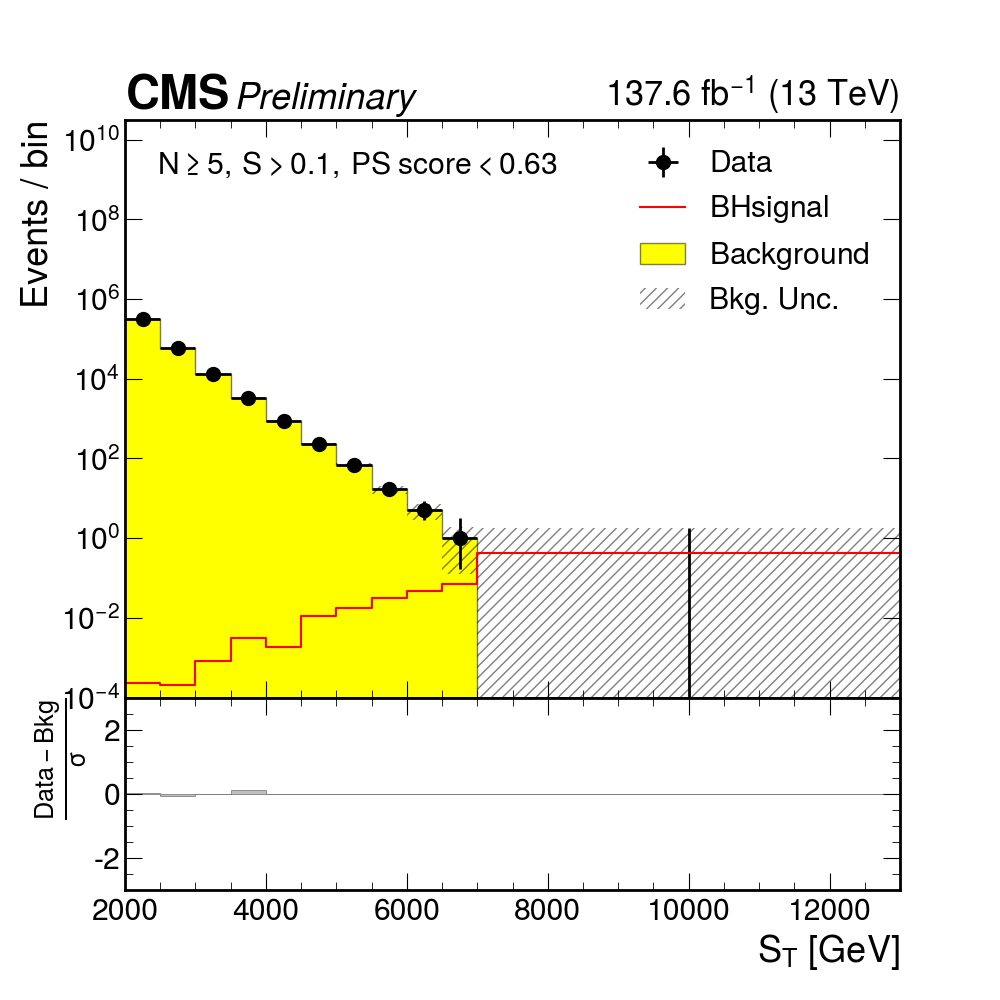 CMS Preliminary 137.6 fb⁻¹ (13 TeV)
Events / bin
10¹⁰
10⁸
10⁶
10⁴
10²
10⁰
10⁻²
10⁻⁴
N ≥ 5, S > 0.1, PS score < 0.63
Data
BHsignal
Background
Bkg. Unc.
Data – Bkg
σ
2
0
-2
2000 4000 6000 8000 10000 12000
S_T [GeV]